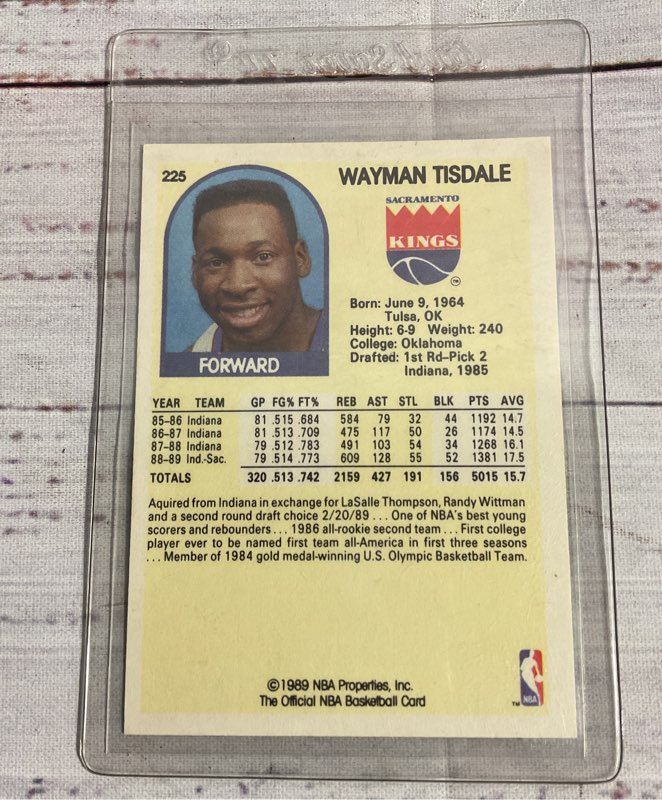 225
WAYMAN TISDALE
SACRAMENTO
KINGS
TM
FORWARD
Born: June 9, 1964
Tulsa, OK
Height: 6-9 Weight: 240
College: Oklahoma
Drafted: 1st Rd–Pick 2
Indiana, 1985
YEAR TEAM GP FG% FT% REB AST STL BLK PTS AVG
85-86 Indiana 81 .515 .684 584 79 32 44 1192 14.7
86-87 Indiana 81 .513 .709 475 117 50 26 1174 14.5
87-88 Indiana 79 .512 .783 491 103 54 34 1268 16.1
88-89 Ind.-Sac. 79 .514 .773 609 128 55 52 1381 17.5
TOTALS 320 .513 .742 2159 427 191 156 5015 15.7
Aquired from Indiana in exchange for LaSalle Thompson, Randy Wittman
and a second round draft choice 2/20/89 . . . One of NBA's best young
scorers and rebounders . . . 1986 all-rookie second team . . . First college
player ever to be named first team all-America in first three seasons
. . . Member of 1984 gold medal-winning U.S. Olympic Basketball Team.
©1989 NBA Properties, Inc.
The Official NBA Basketball Card
TM
NBA